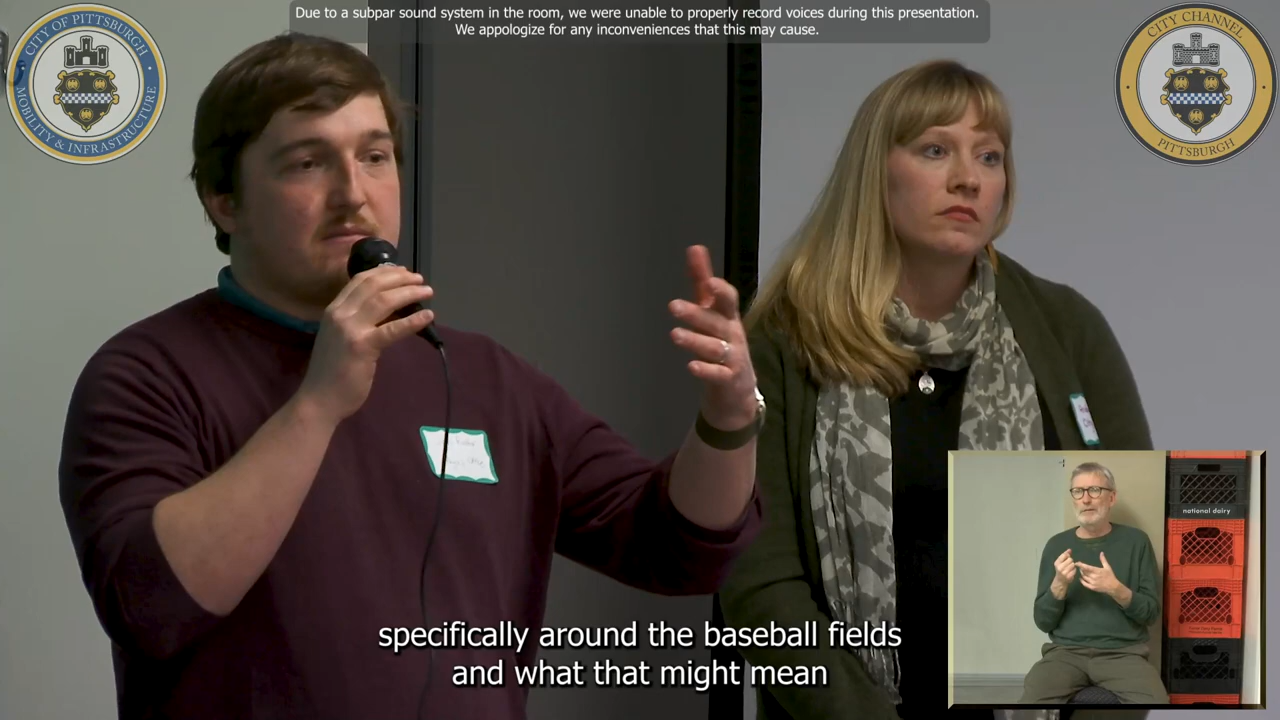 Due to a subpar sound system in the room, we were unable to properly record voices during this presentation.
We appologize for any inconveniences that this may cause.
CITY OF PITTSBURGH
MOBILITY & INFRASTRUCTURE
CITY CHANNEL
PITTSBURGH
national dairy
specifically around the baseball fields
and what that might mean